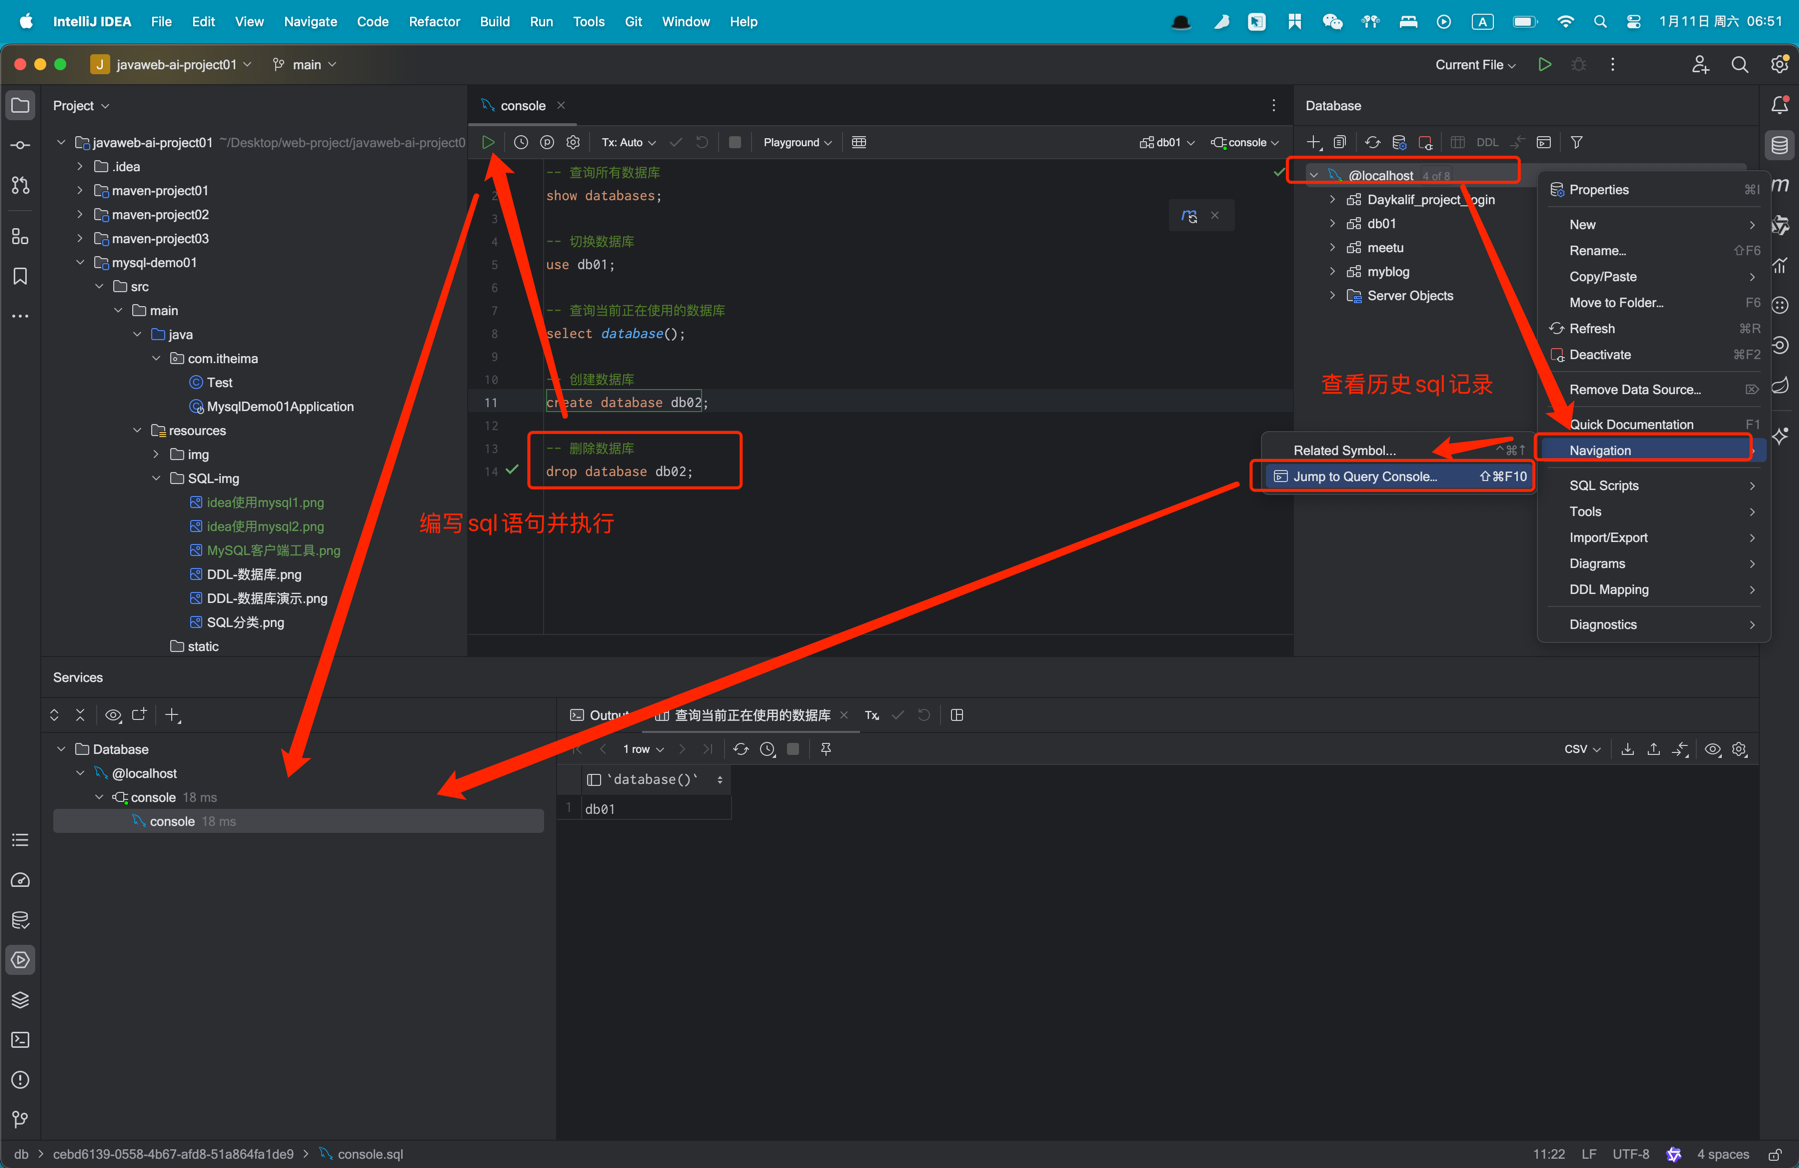 IntelliJ IDEA File Edit View Navigate Code Refactor Build Run Tools Git Window Help
A
1月11日 周六 06:51
J javaweb-ai-project01 main
Current File
Project
console
Database
Tx: Auto
Playground
db01
console
DDL
javaweb-ai-project01 ~/Desktop/web-project/javaweb-ai-project0
.idea
maven-project01
maven-project02
maven-project03
mysql-demo01
src
main
java
com.itheima
Test
MysqlDemo01Application
resources
img
SQL-img
idea使用mysql1.png
idea使用mysql2.png
MySQL客户端工具.png
DDL-数据库.png
DDL-数据库演示.png
SQL分类.png
static
-- 查询所有数据库
2 show databases;
3
4 -- 切换数据库
5 use db01;
6
7 -- 查询当前正在使用的数据库
8 select database();
9
10 -- 创建数据库
11 create database db02;
12
13 -- 删除数据库
14 drop database db02;
编写sql语句并执行
@localhost 4 of 8
Daykalif_project_login
db01
meetu
myblog
Server Objects
查看历史sql记录
Properties ⌘I
New
Rename... ⇧F6
Copy/Paste
Move to Folder... F6
Refresh ⌘R
Deactivate ⌘F2
Remove Data Source... ⌦
Quick Documentation F1
Navigation
SQL Scripts
Tools
Import/Export
Diagrams
DDL Mapping
Diagnostics
Related Symbol... ^⌘↑
Jump to Query Console... ⇧⌘F10
m
Services
Database
@localhost
console 18 ms
console 18 ms
Output 查询当前正在使用的数据库 Tx
1 row
CSV
`database()`
1 db01
db cebd6139-0558-4b67-afd8-51a864fa1de9 console.sql
11:22 LF UTF-8 4 spaces